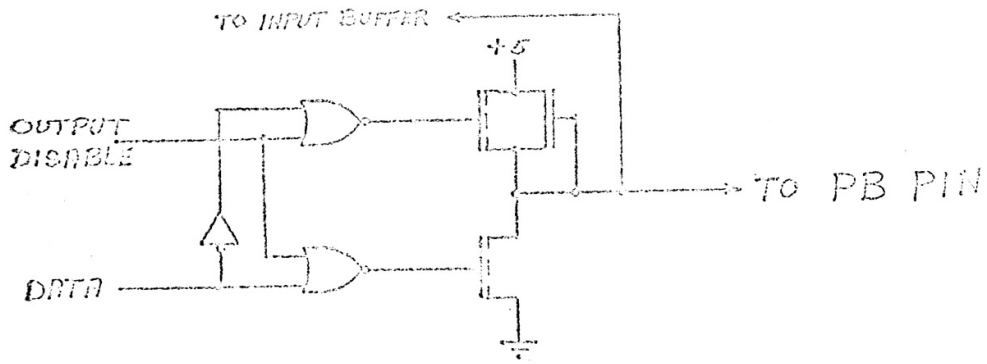 TO INPUT BUFFER
+5
OUTPUT
DISABLE
TO PB PIN
DATA